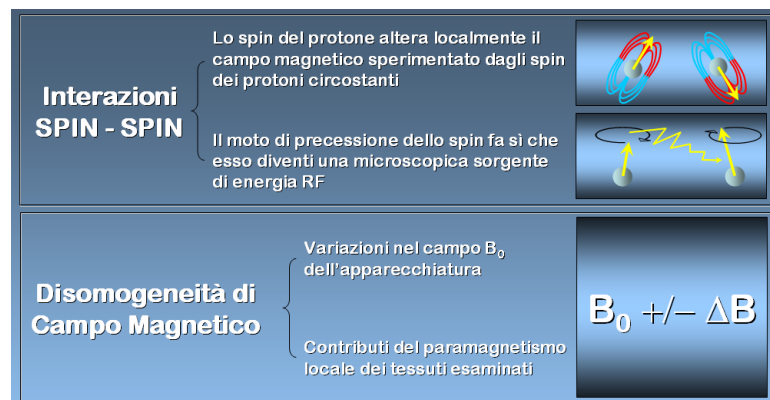 Interazioni
SPIN - SPIN
Lo spin del protone altera localmente il
campo magnetico sperimentato dagli spin
dei protoni circostanti
Il moto di precessione dello spin fa sì che
esso diventi una microscopica sorgente
di energia RF
Disomogeneità di
Campo Magnetico
Variazioni nel campo B₀
dell'apparecchiatura
Contributi del paramagnetismo
locale dei tessuti esaminati
B₀ +/− ΔB